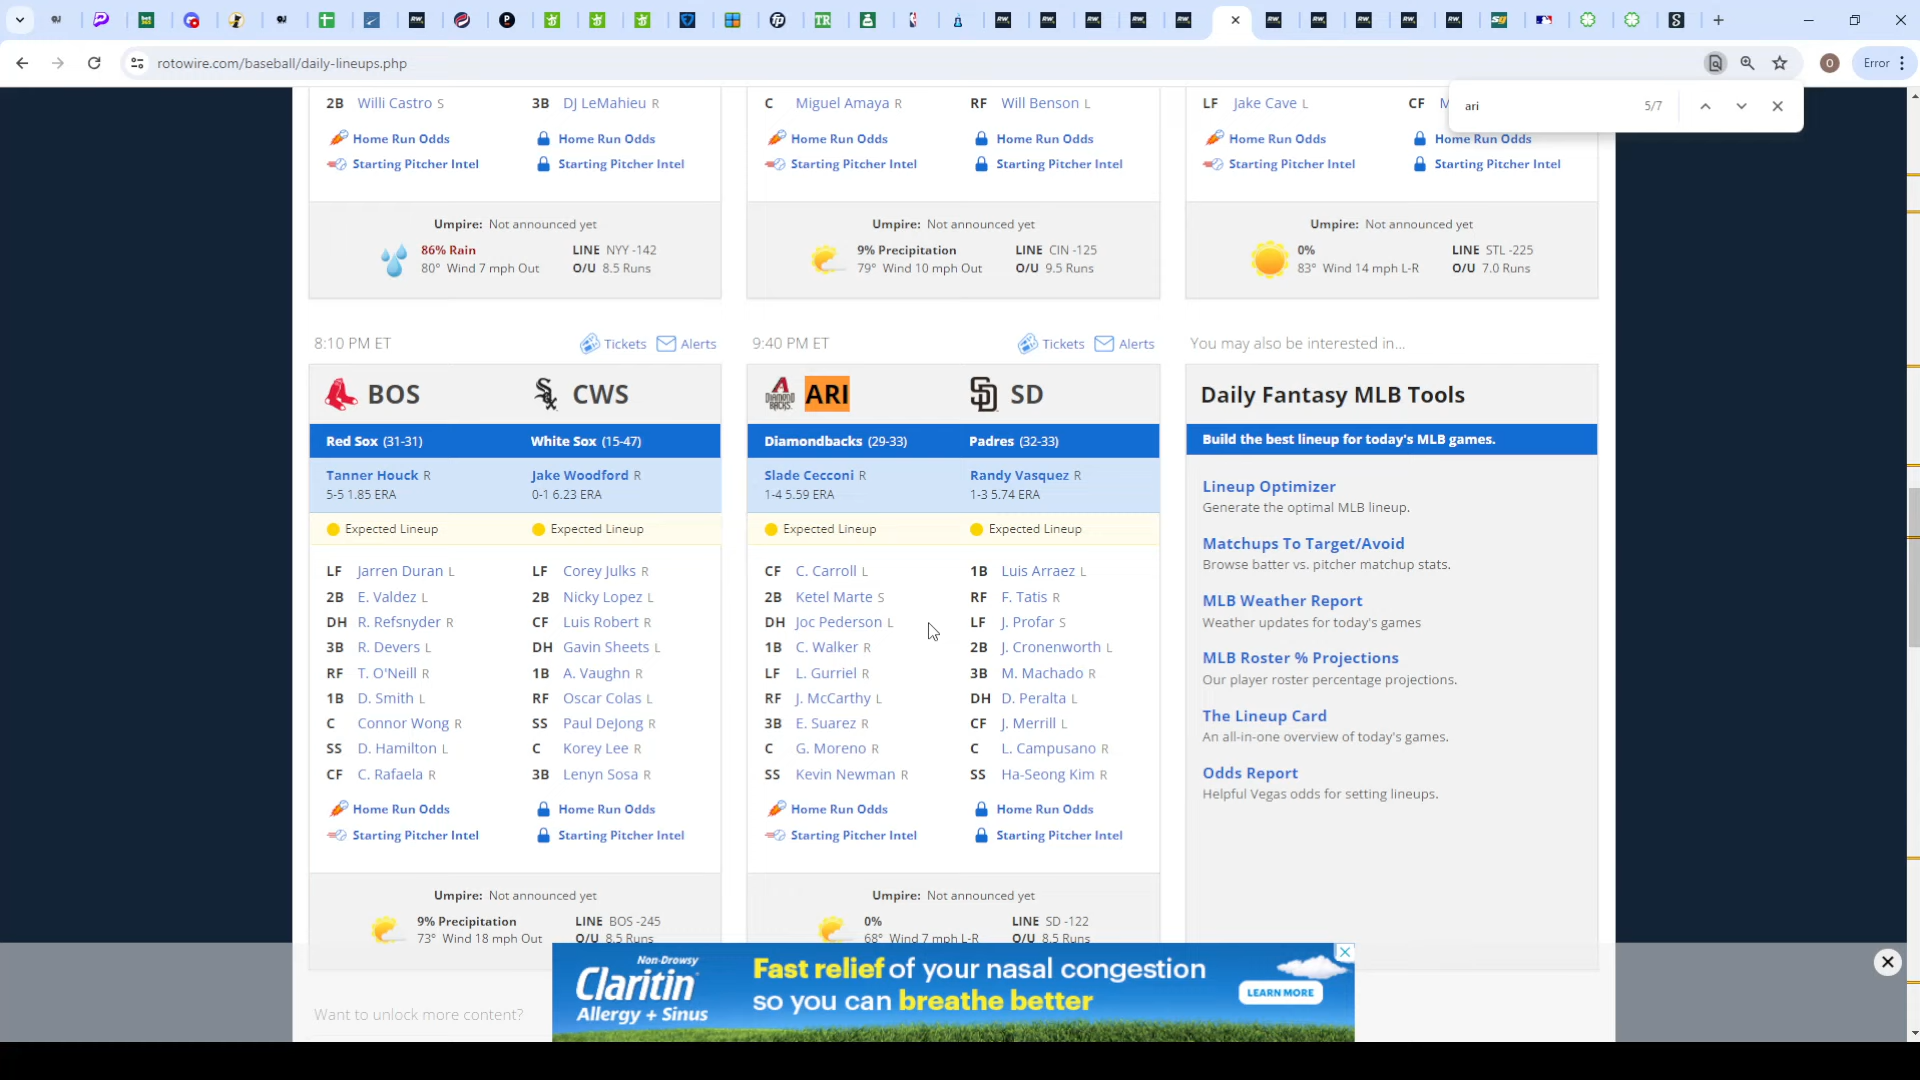 rotowire.com/baseball/daily-lineups.php
Error
ari 5/7
2B Willi Castro S 3B DJ LeMahieu R
Home Run Odds Home Run Odds
Starting Pitcher Intel Starting Pitcher Intel
Umpire: Not announced yet
86% Rain LINE NYY -142
80° Wind 7 mph Out O/U 8.5 Runs
C Miguel Amaya R RF Will Benson L
Home Run Odds Home Run Odds
Starting Pitcher Intel Starting Pitcher Intel
Umpire: Not announced yet
9% Precipitation LINE CIN -125
79° Wind 10 mph Out O/U 9.5 Runs
LF Jake Cave L CF M
Home Run Odds Home Run Odds
Starting Pitcher Intel Starting Pitcher Intel
Umpire: Not announced yet
0% LINE STL -225
83° Wind 14 mph L-R O/U 7.0 Runs
8:10 PM ET Tickets Alerts
BOS CWS
Red Sox (31-31) White Sox (15-47)
Tanner Houck R Jake Woodford R
5-5 1.85 ERA 0-1 6.23 ERA
Expected Lineup Expected Lineup
LF Jarren Duran L LF Corey Julks R
2B E. Valdez L 2B Nicky Lopez L
DH R. Refsnyder R CF Luis Robert R
3B R. Devers L DH Gavin Sheets L
RF T. O'Neill R 1B A. Vaughn R
1B D. Smith L RF Oscar Colas L
C Connor Wong R SS Paul DeJong R
SS D. Hamilton L C Korey Lee R
CF C. Rafaela R 3B Lenyn Sosa R
Home Run Odds Home Run Odds
Starting Pitcher Intel Starting Pitcher Intel
Umpire: Not announced yet
9% Precipitation LINE BOS -245
73° Wind 18 mph Out O/U 8.5 Runs
9:40 PM ET Tickets Alerts
ARI SD
Diamondbacks (29-33) Padres (32-33)
Slade Cecconi R Randy Vasquez R
1-4 5.59 ERA 1-3 5.74 ERA
Expected Lineup Expected Lineup
CF C. Carroll L 1B Luis Arraez L
2B Ketel Marte S RF F. Tatis R
DH Joc Pederson L LF J. Profar S
1B C. Walker R 2B J. Cronenworth L
LF L. Gurriel R 3B M. Machado R
RF J. McCarthy L DH D. Peralta L
3B E. Suarez R CF J. Merrill L
C G. Moreno R C L. Campusano R
SS Kevin Newman R SS Ha-Seong Kim R
Home Run Odds Home Run Odds
Starting Pitcher Intel Starting Pitcher Intel
Umpire: Not announced yet
0% LINE SD -122
68° Wind 7 mph L-R O/U 8.5 Runs
You may also be interested in...
Daily Fantasy MLB Tools
Build the best lineup for today's MLB games.
Lineup Optimizer
Generate the optimal MLB lineup.
Matchups To Target/Avoid
Browse batter vs. pitcher matchup stats.
MLB Weather Report
Weather updates for today's games
MLB Roster % Projections
Our player roster percentage projections.
The Lineup Card
An all-in-one overview of today's games.
Odds Report
Helpful Vegas odds for setting lineups.
Want to unlock more content?
Non-Drowsy
Claritin
Allergy + Sinus
Fast relief of your nasal congestion
so you can breathe better
LEARN MORE